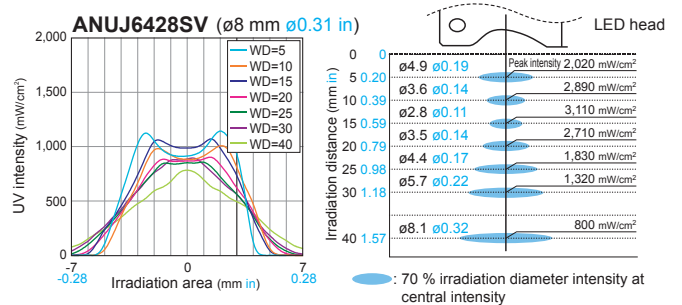 ANUJ6428SV (ø8 mm ø0.31 in)
UV intensity (mW/cm²)
2,000
1,500
1,000
500
0
WD=5
WD=10
WD=15
WD=20
WD=25
WD=30
WD=40
-7 0 7
-0.28 Irradiation area (mm in) 0.28
LED head
Irradiation distance (mm in)
0 0
ø4.9 ø0.19 Peak intensity 2,020 mW/cm²
5 0.20
ø3.6 ø0.14 2,890 mW/cm²
10 0.39
ø2.8 ø0.11 3,110 mW/cm²
15 0.59
ø3.5 ø0.14 2,710 mW/cm²
20 0.79
ø4.4 ø0.17 1,830 mW/cm²
25 0.98
ø5.7 ø0.22 1,320 mW/cm²
30 1.18
ø8.1 ø0.32 800 mW/cm²
40 1.57
: 70 % irradiation diameter intensity at
central intensity